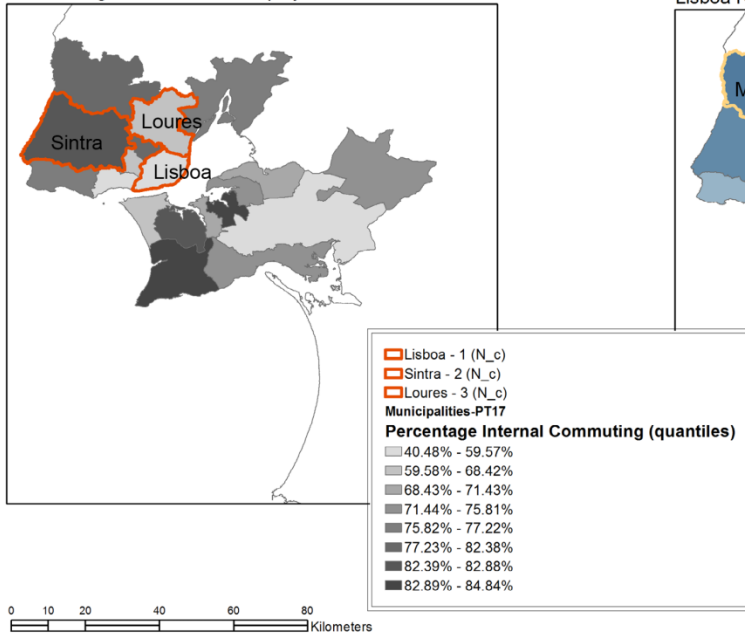 Lisboa
M
Sintra
Loures
Lisboa
Lisboa - 1 (N_c)
Sintra - 2 (N_c)
Loures - 3 (N_c)
Municipalities-PT17
Percentage Internal Commuting (quantiles)
40.48% - 59.57%
59.58% - 68.42%
68.43% - 71.43%
71.44% - 75.81%
75.82% - 77.22%
77.23% - 82.38%
82.39% - 82.88%
82.89% - 84.84%
0 10 20 40 60 80
Kilometers